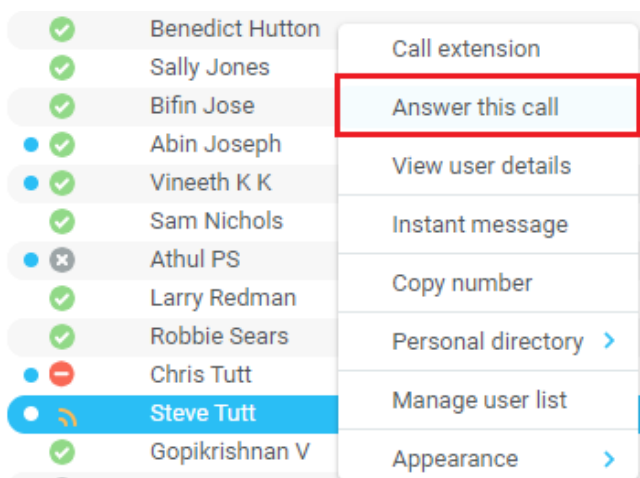 Benedict Hutton
Sally Jones
Bifin Jose
Abin Joseph
Vineeth K K
Sam Nichols
Athul PS
Larry Redman
Robbie Sears
Chris Tutt
Steve Tutt
Gopikrishnan V
Call extension
Answer this call
View user details
Instant message
Copy number
Personal directory
Manage user list
Appearance